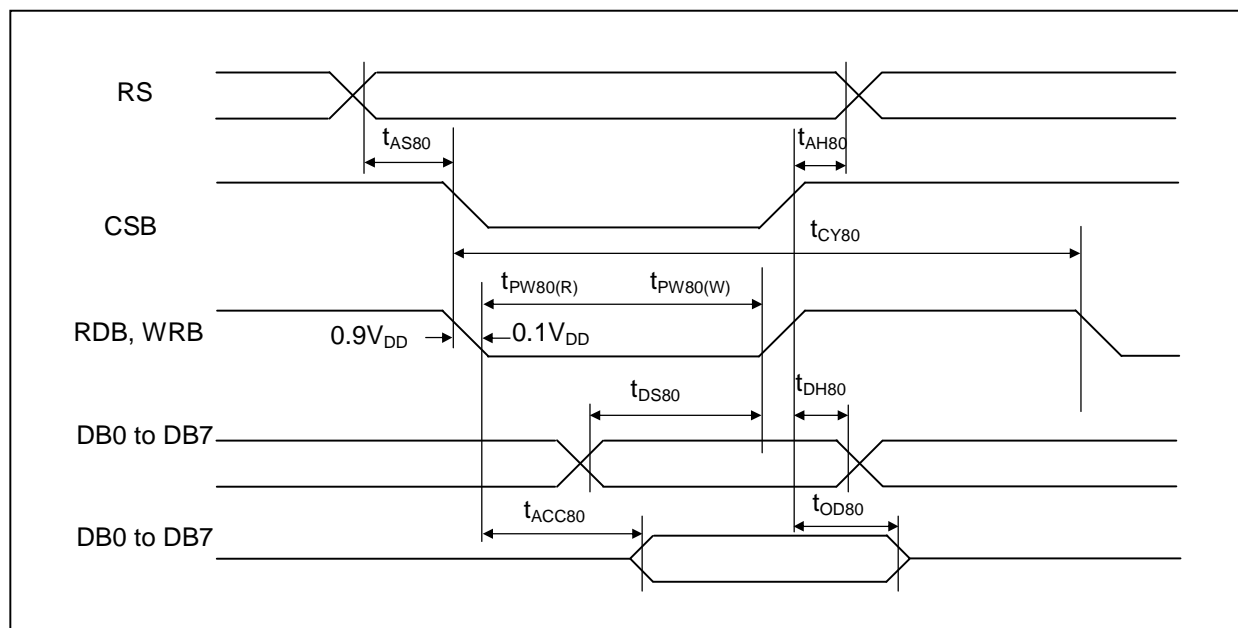 RS
tAS80
tAH80
CSB
tCY80
tPW80(R)
tPW80(W)
RDB, WRB
0.9VDD
0.1VDD
tDS80
tDH80
DB0 to DB7
tACC80
tOD80
DB0 to DB7